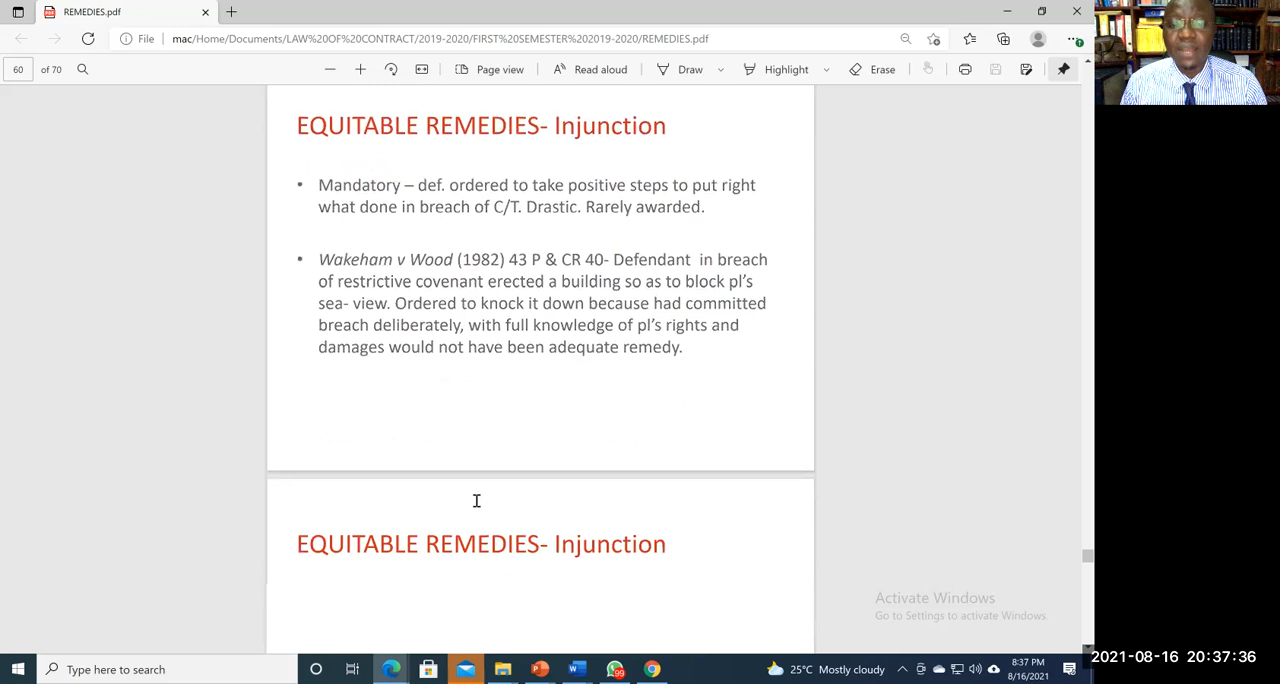 REMEDIES.pdf
File
mac/Home/Documents/LAW%20OF%20CONTRA 2019-2020/FIRST%20SEMESTER%202019-2020/REMEDIES.pdf
60 of 70
Page view
Read aloud
Draw
Highlight
Erase
EQUITABLE REMEDIES- Injunction
• Mandatory – def. ordered to take positive steps to put right
what done in breach of C/T. Drastic. Rarely awarded.
• Wakeham v Wood (1982) 43 P & CR 40- Defendant in breach
of restrictive covenant erected a building so as to block pl's
sea- view. Ordered to knock it down because had committed
breach deliberately, with full knowledge of pl's rights and
damages would not have been adequate remedy.
EQUITABLE REMEDIES- Injunction
Activate Windows
Go to Settings to activate Windows.
Type here to search
99
25°C Mostly cloudy
8:37 PM
8/16/2021
2021-08-16 20:37:36